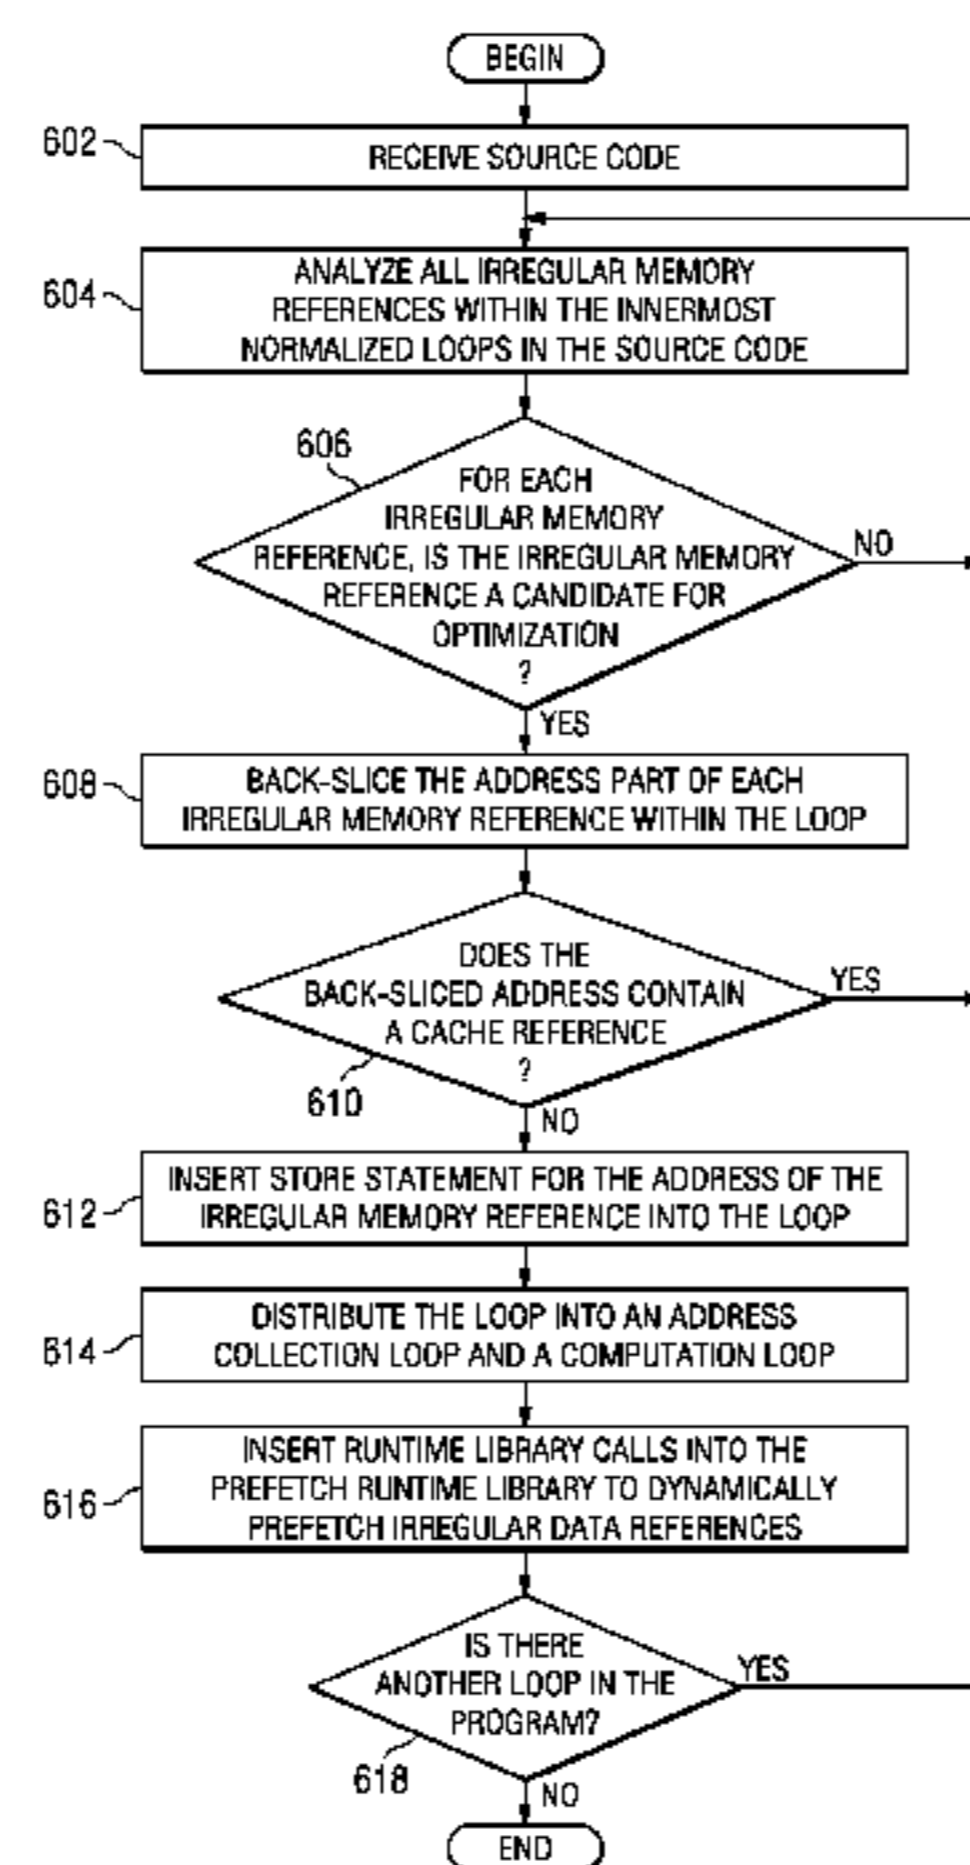 BEGIN
602
RECEIVE SOURCE CODE
604
ANALYZE ALL IRREGULAR MEMORY
REFERENCES WITHIN THE INNERMOST
NORMALIZED LOOPS IN THE SOURCE CODE
606
FOR EACH
IRREGULAR MEMORY
REFERENCE, IS THE IRREGULAR MEMORY
REFERENCE A CANDIDATE FOR
OPTIMIZATION
?
NO
YES
608
BACK-SLICE THE ADDRESS PART OF EACH
IRREGULAR MEMORY REFERENCE WITHIN THE LOOP
DOES THE
BACK-SLICED ADDRESS CONTAIN
A CACHE REFERENCE
?
YES
610
NO
612
INSERT STORE STATEMENT FOR THE ADDRESS OF THE
IRREGULAR MEMORY REFERENCE INTO THE LOOP
614
DISTRIBUTE THE LOOP INTO AN ADDRESS
COLLECTION LOOP AND A COMPUTATION LOOP
616
INSERT RUNTIME LIBRARY CALLS INTO THE
PREFETCH RUNTIME LIBRARY TO DYNAMICALLY
PREFETCH IRREGULAR DATA REFERENCES
IS THERE
ANOTHER LOOP IN THE
PROGRAM?
YES
618
NO
END